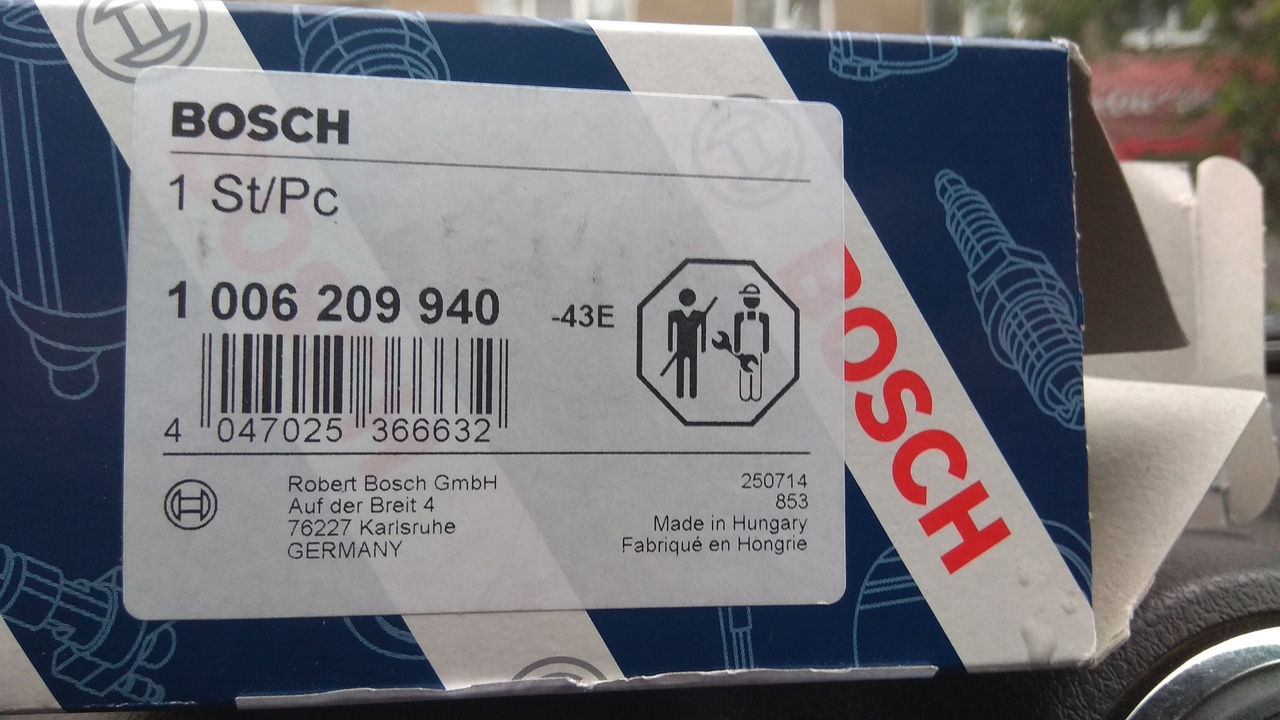 BOSCH
1 St/Pc
1 006 209 940
-43E
4 047025 366632
Robert Bosch GmbH
Auf der Breit 4
76227 Karlsruhe
GERMANY
250714
853
Made in Hungary
Fabriqué en Hongrie
BOSCH